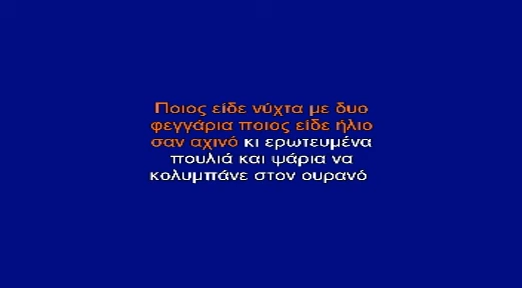 Ποιος είδε νύχτα με δυο
φεγγάρια ποιος είδε ήλιο
σαν αχινό κι ερωτευμένα
πουλιά και ψάρια να
κολυμπάνε στον ουρανό